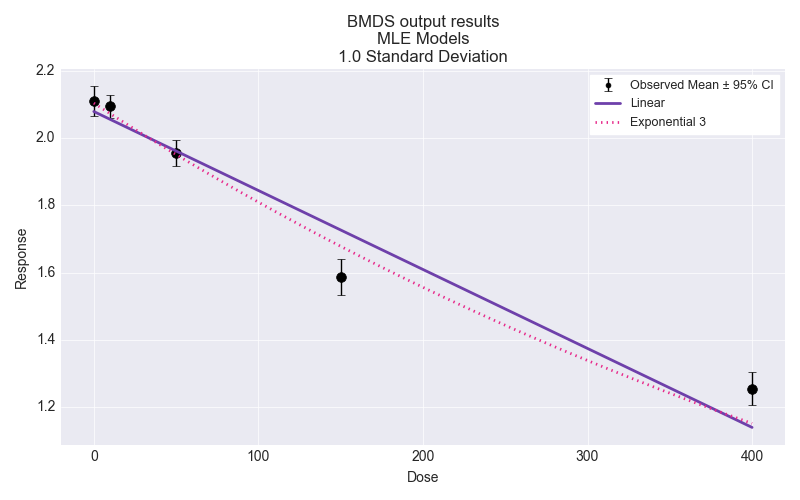 BMDS output results
MLE Models
1.0 Standard Deviation
2.2
2.0
1.8
1.6
1.4
1.2
Response
Observed Mean ± 95% CI
Linear
Exponential 3
0
100
200
300
400
Dose